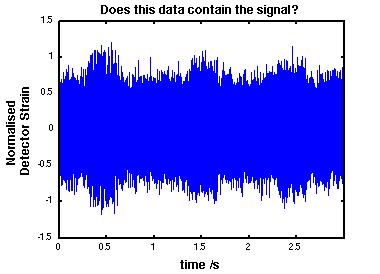 Does this data contain the signal?
1.5
1
0.5
0
-0.5
-1
-1.5
Normalised
Detector Strain
0 0.5 1 1.5 2 2.5
time /s